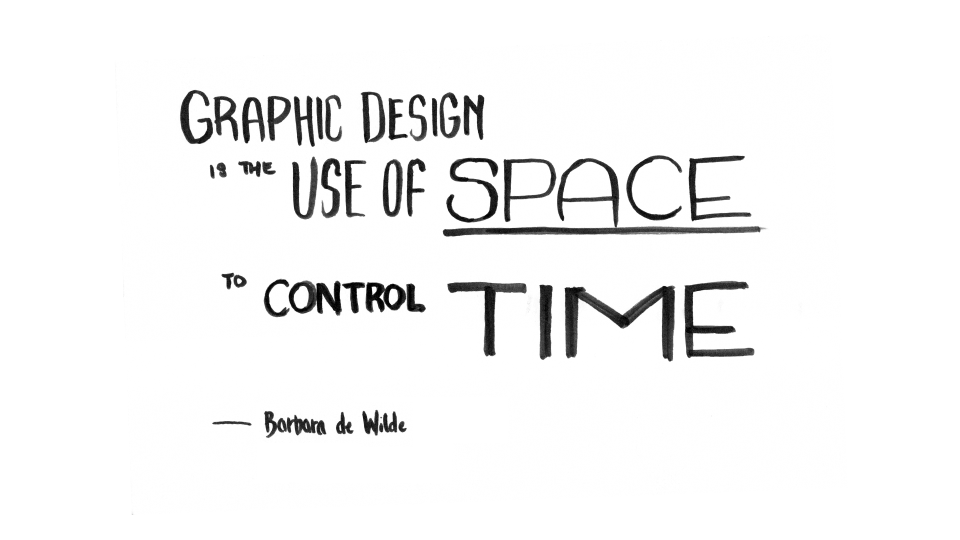 GRAPHIC DESIGN
IS THE USE OF SPACE
TO CONTROL TIME
— Barbara de Wilde